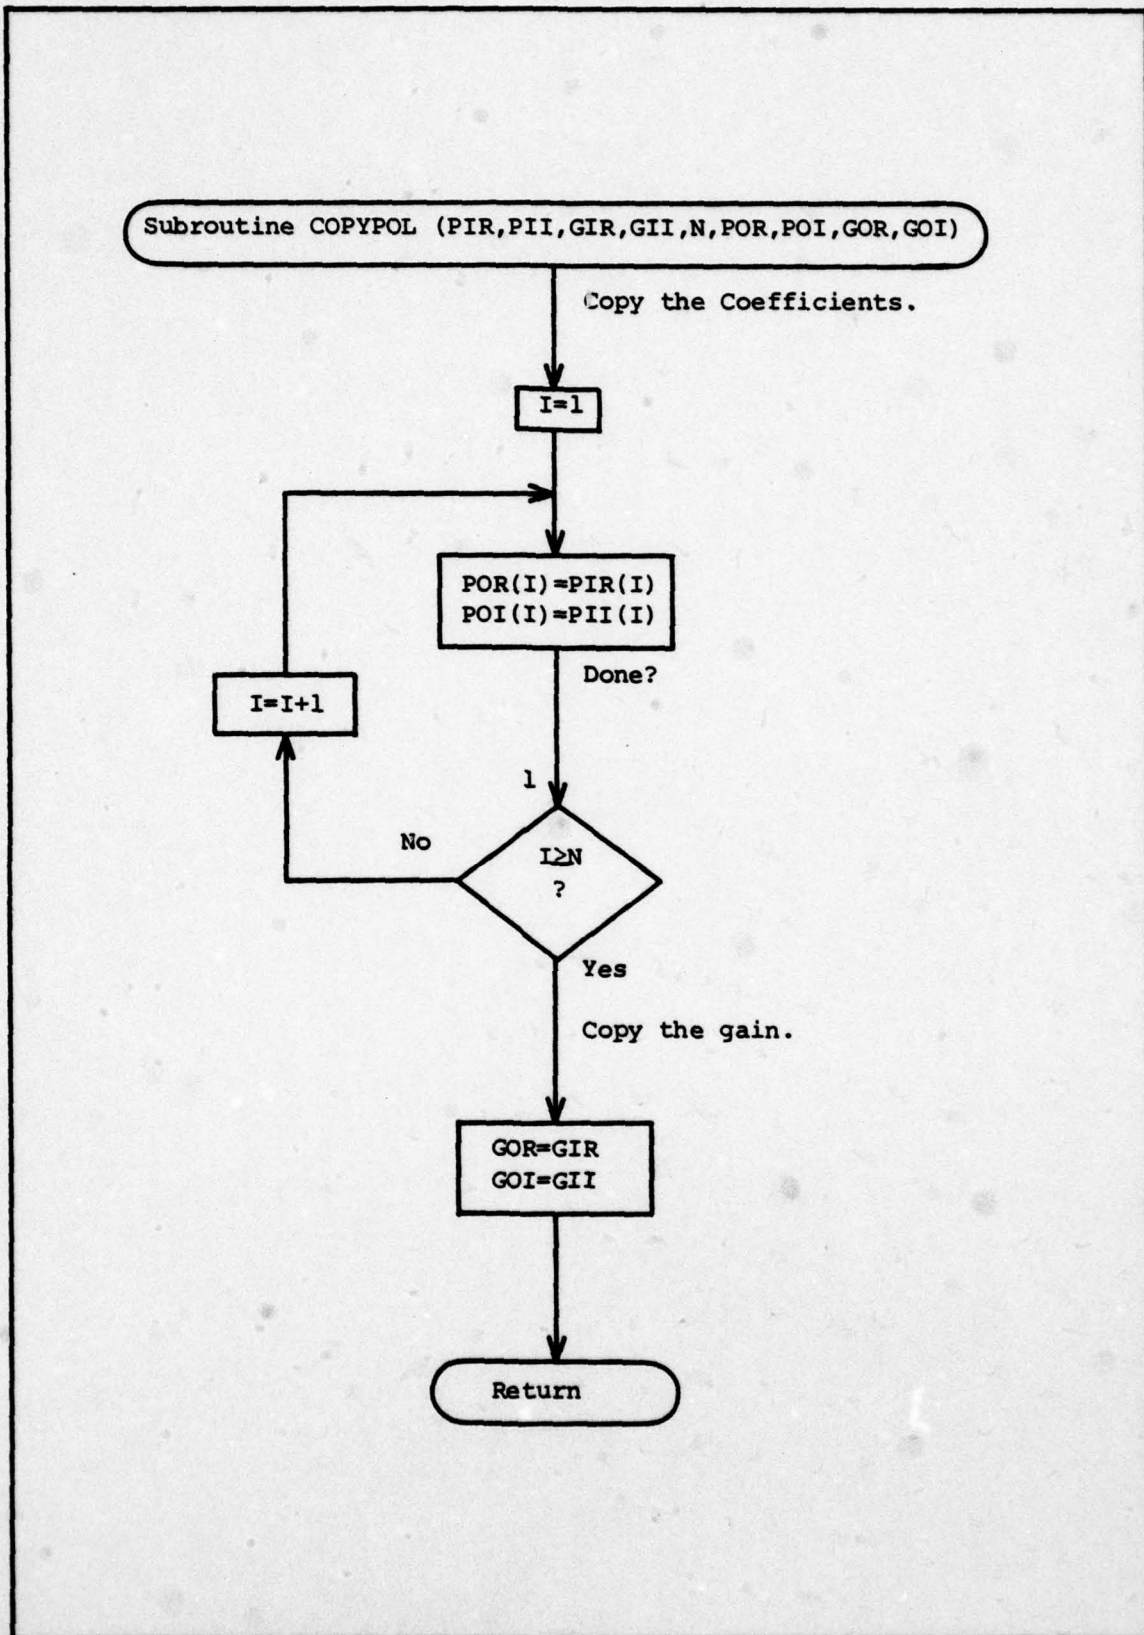 Subroutine COPYPOL (PIR,PII,GIR,GII,N,POR,POI,GOR,GOI)
Copy the Coefficients.
I=1
POR(I)=PIR(I)
POI(I)=PII(I)
Done?
I=I+1
1
No
I≥N
?
Yes
Copy the gain.
GOR=GIR
GOI=GII
Return